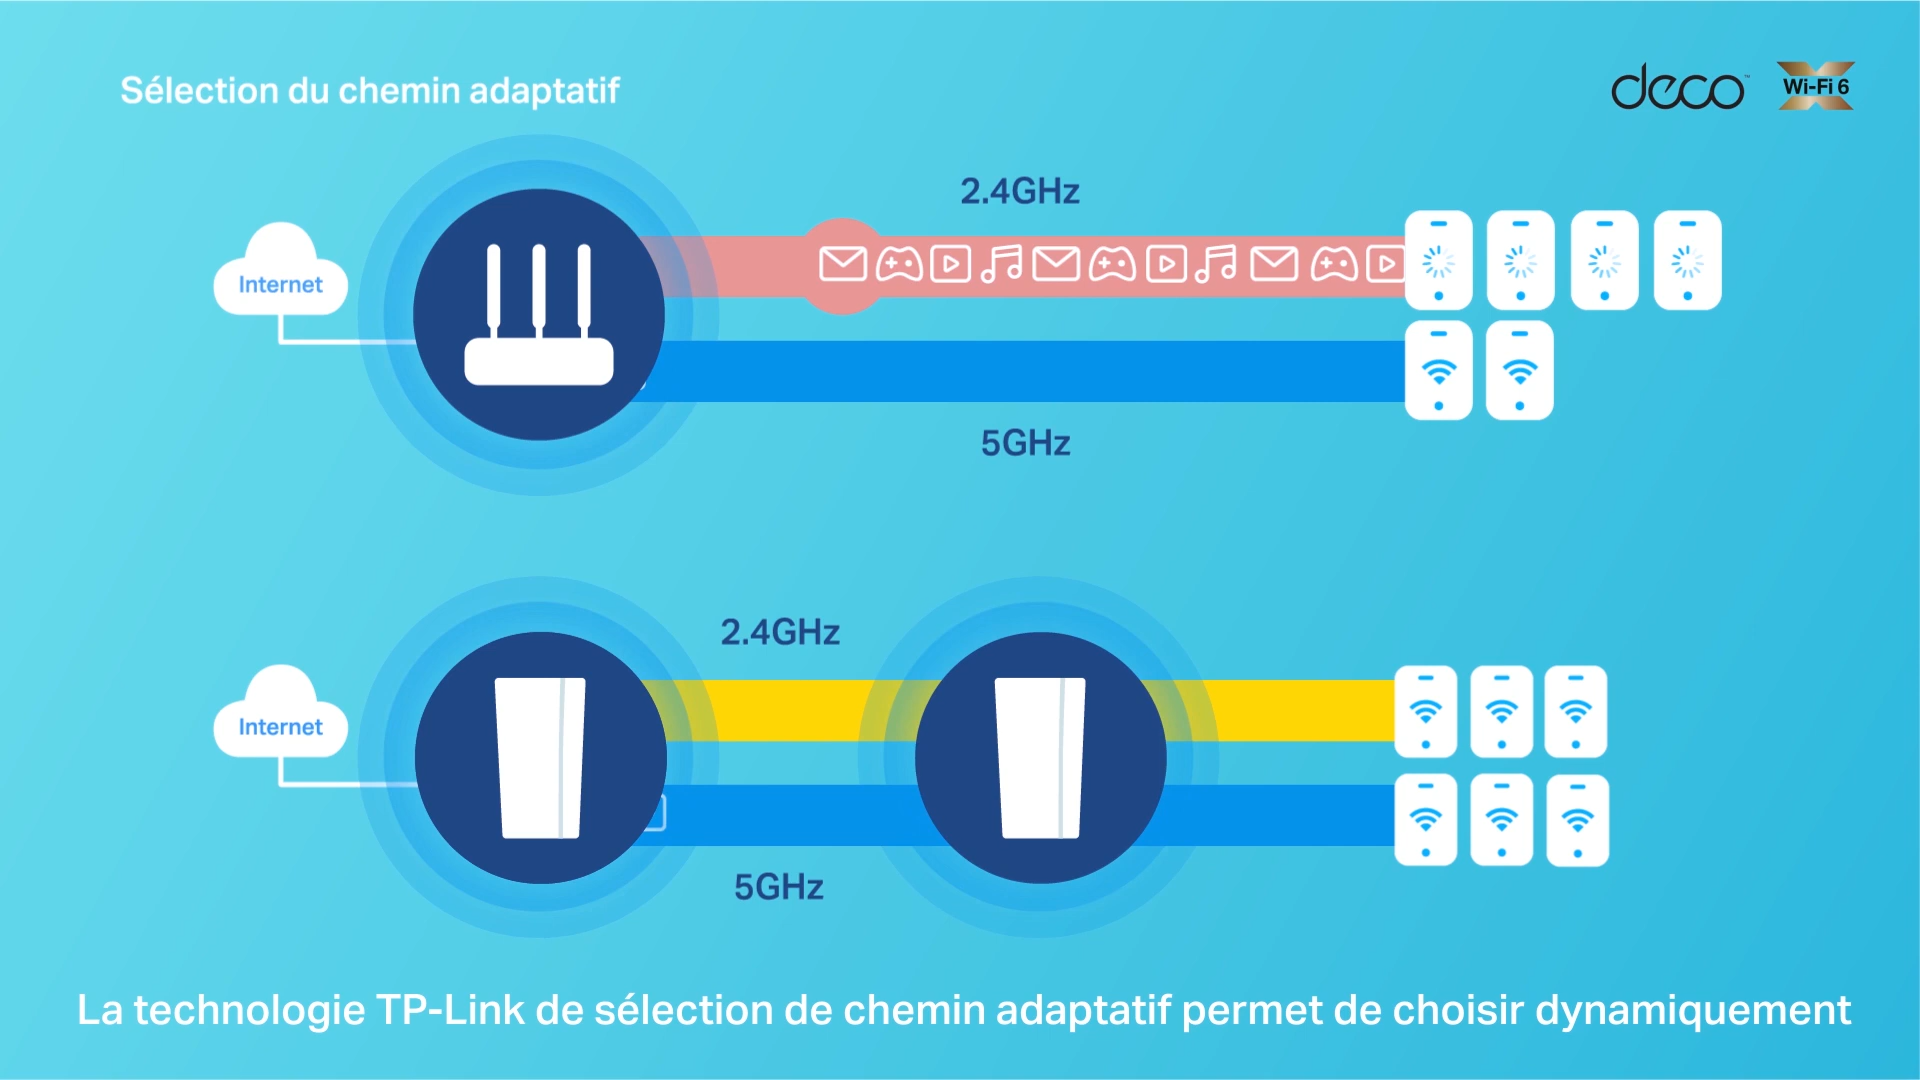 Sélection du chemin adaptatif
deco™
Wi-Fi 6
2.4GHz
Internet
5GHz
2.4GHz
Internet
5GHz
La technologie TP-Link de sélection de chemin adaptatif permet de choisir dynamiquement